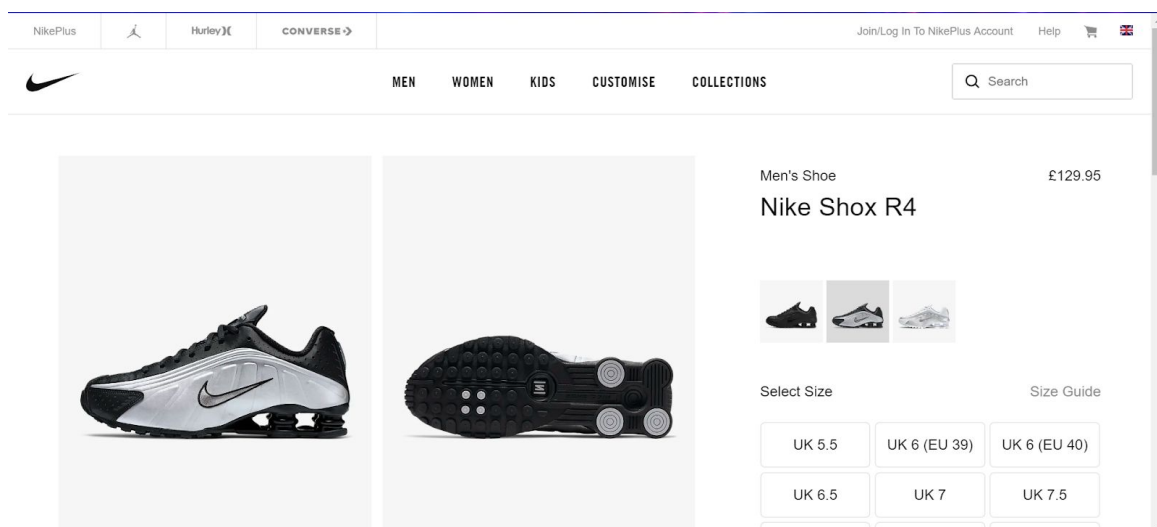 NikePlus
Hurley
CONVERSE
Join/Log In To NikePlus Account
Help
MEN
WOMEN
KIDS
CUSTOMISE
COLLECTIONS
Search
Men's Shoe
£129.95
Nike Shox R4
Select Size
Size Guide
UK 5.5
UK 6 (EU 39)
UK 6 (EU 40)
UK 6.5
UK 7
UK 7.5